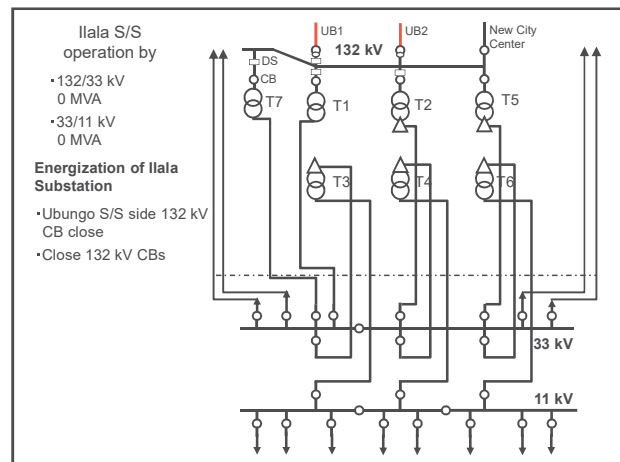 Ilala S/S
operation by
·132/33 kV
0 MVA
·33/11 kV
0 MVA
Energization of Ilala
Substation
·Ubungo S/S side 132 kV
CB close
·Close 132 kV CBs
UB1
UB2
New City
Center
132 kV
DS
CB
T7
T1
T2
T5
T3
T4
T6
33 kV
11 kV